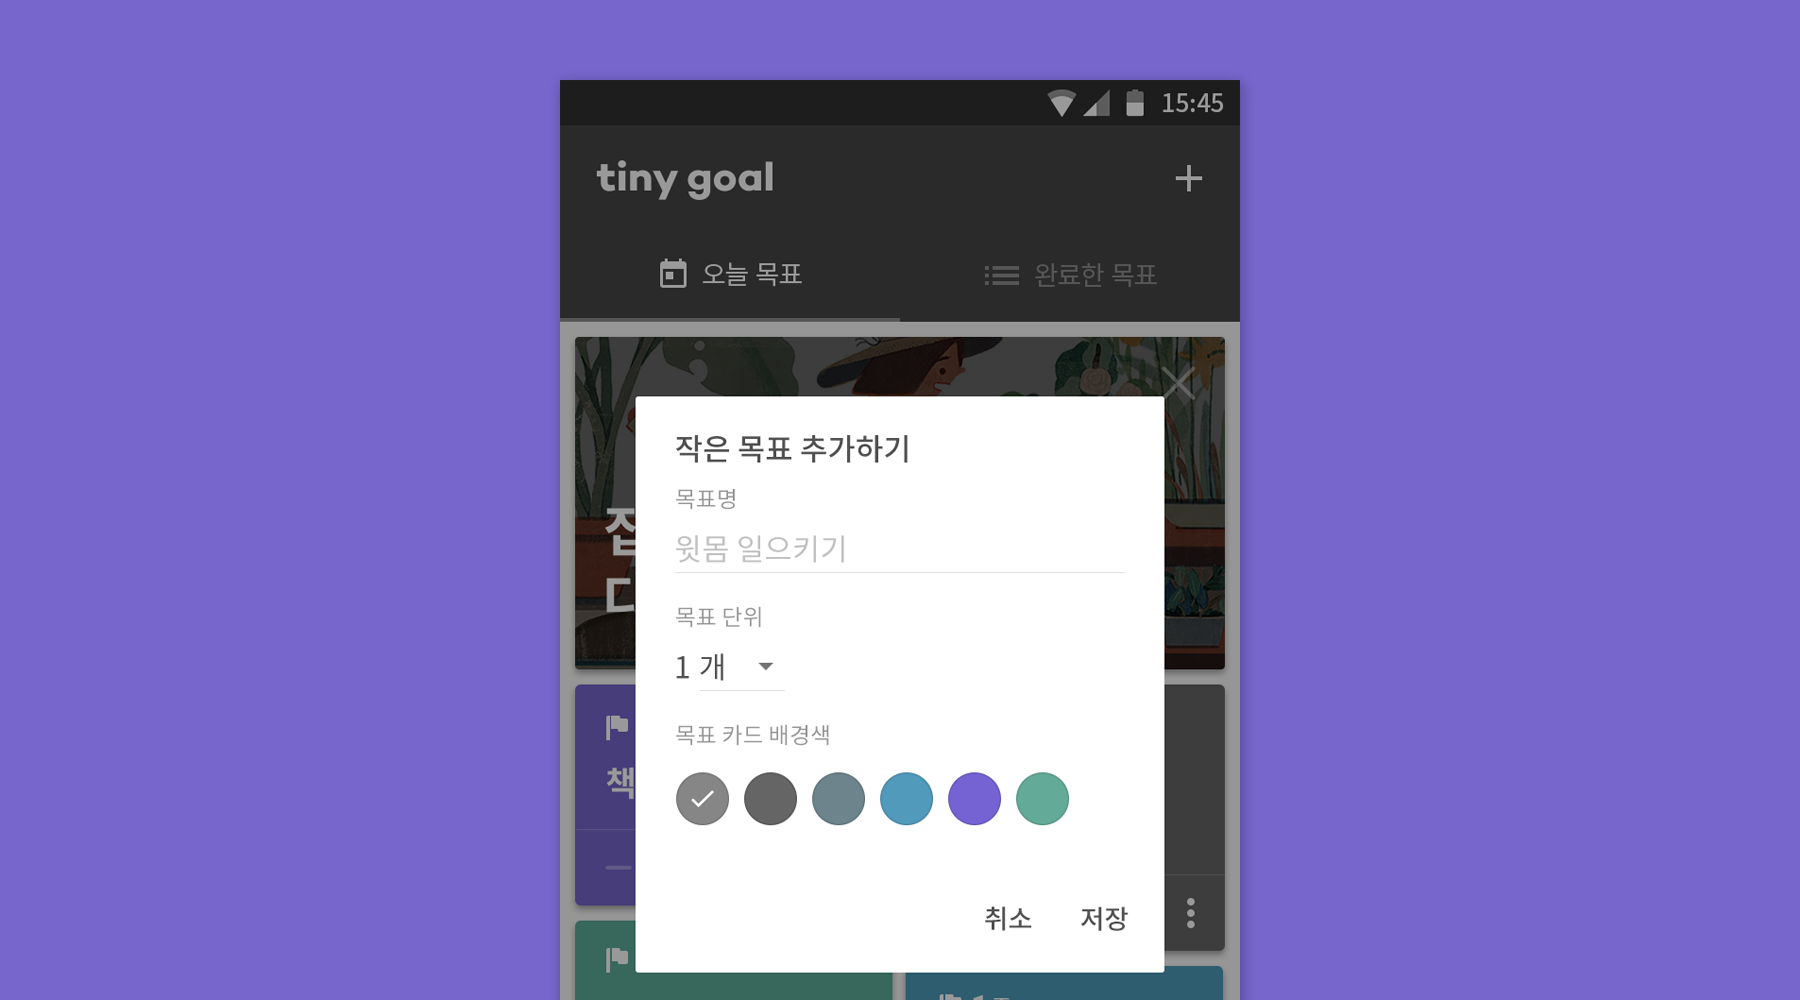 15:45
tiny goal
오늘 목표
완료한 목표
작은 목표 추가하기
목표명
윗몸 일으키기
목표 단위
1 개
목표 카드 배경색
책
취소
저장